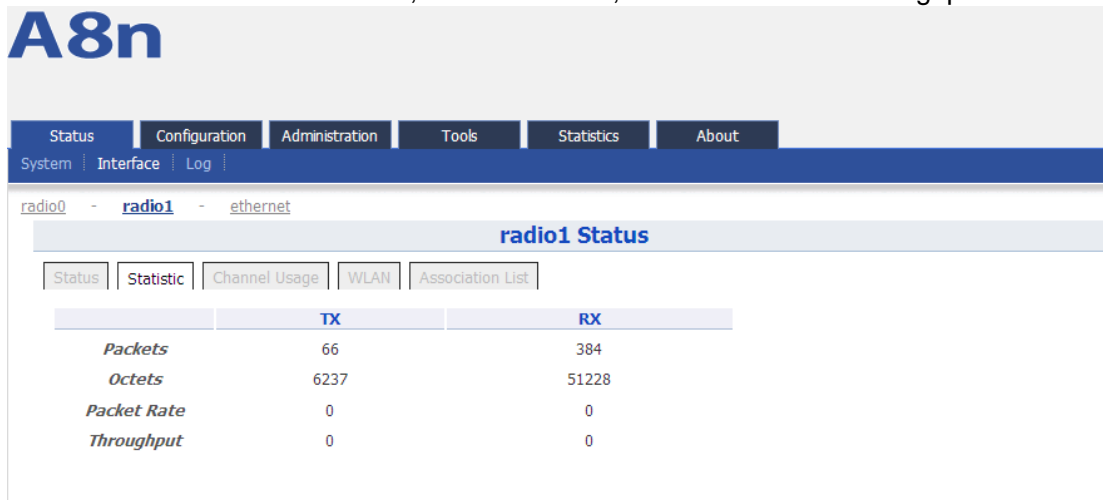 A8n
Status Configuration Administration Tools Statistics About
System Interface Log
radio0 - radio1 - ethernet
radio1 Status
Status Statistic Channel Usage WLAN Association List
TX RX
Packets 66 384
Octets 6237 51228
Packet Rate 0 0
Throughput 0 0